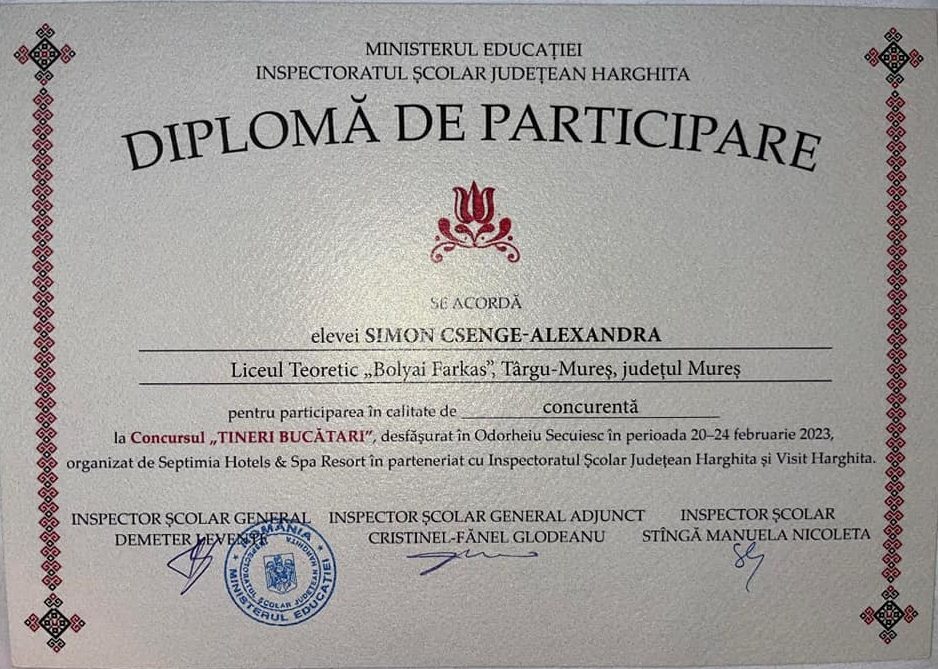 MINISTERUL EDUCAȚIEI
INSPECTORATUL ȘCOLAR JUDEȚEAN HARGHITA
DIPLOMĂ DE PARTICIPARE
SE ACORDĂ
elevei SIMON CSENGE-ALEXANDRA
Liceul Teoretic „Bolyai Farkas”, Târgu-Mureș, județul Mureș
pentru participarea în calitate de concurentă
la Concursul „TINERI BUCĂTARI”, desfășurat în Odorheiu Secuiesc în perioada 20–24 februarie 2023,
organizat de Septimia Hotels & Spa Resort în parteneriat cu Inspectoratul Școlar Județean Harghita și Visit Harghita.
INSPECTOR ȘCOLAR GENERAL
DEMETER LEVENTE
INSPECTOR ȘCOLAR GENERAL ADJUNCT
CRISTINEL-FĂNEL GLODEANU
INSPECTOR ȘCOLAR
STÎNGĂ MANUELA NICOLETA
ROMÂNIA
MINISTERUL EDUCAȚIEI
INSPECTORATUL ȘCOLAR JUDEȚEAN HARGHITA